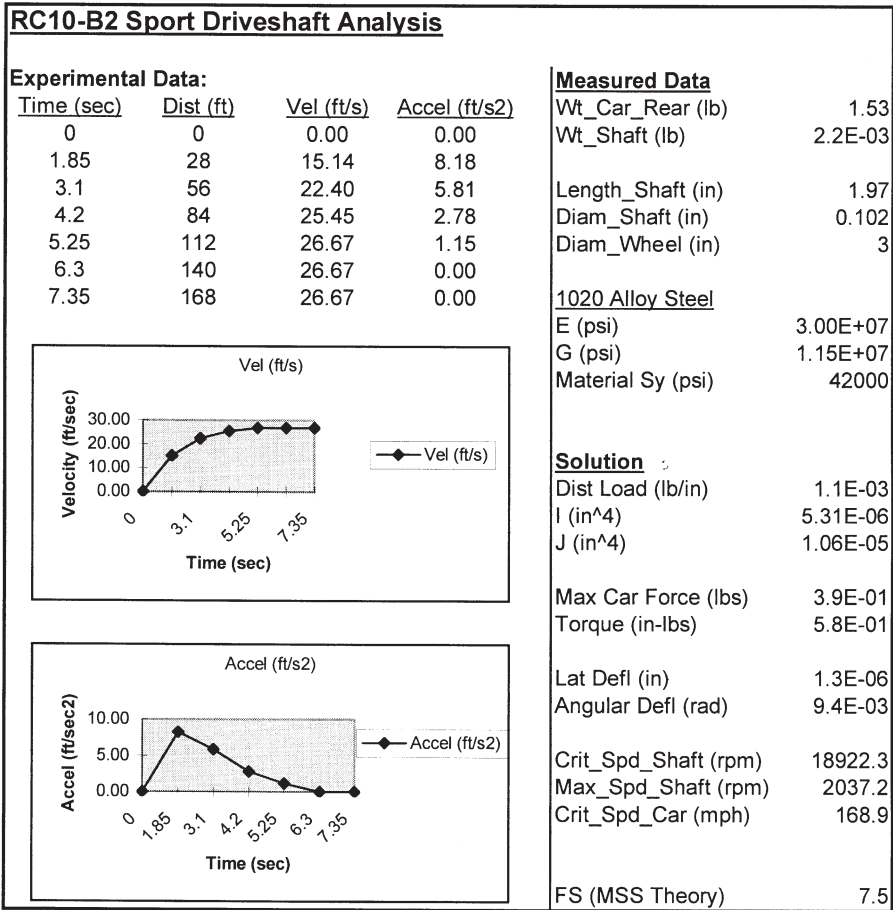 RC10-B2 Sport Driveshaft Analysis
Experimental Data:
Time (sec) Dist (ft) Vel (ft/s) Accel (ft/s2)
0 0 0.00 0.00
1.85 28 15.14 8.18
3.1 56 22.40 5.81
4.2 84 25.45 2.78
5.25 112 26.67 1.15
6.3 140 26.67 0.00
7.35 168 26.67 0.00
Vel (ft/s)
Velocity (ft/sec)
30.00
20.00
10.00
0.00
0 3.1 5.25 7.35
Time (sec)
Vel (ft/s)
Accel (ft/s2)
Accel (ft/sec2)
10.00
5.00
0.00
0 1.85 3.1 4.2 5.25 6.3 7.35
Time (sec)
Accel (ft/s2)
Measured Data
Wt_Car_Rear (lb) 1.53
Wt_Shaft (lb) 2.2E-03
Length_Shaft (in) 1.97
Diam_Shaft (in) 0.102
Diam_Wheel (in) 3
1020 Alloy Steel
E (psi) 3.00E+07
G (psi) 1.15E+07
Material Sy (psi) 42000
Solution
Dist Load (lb/in) 1.1E-03
I (in^4) 5.31E-06
J (in^4) 1.06E-05
Max Car Force (lbs) 3.9E-01
Torque (in-lbs) 5.8E-01
Lat Defl (in) 1.3E-06
Angular Defl (rad) 9.4E-03
Crit_Spd_Shaft (rpm) 18922.3
Max_Spd_Shaft (rpm) 2037.2
Crit_Spd_Car (mph) 168.9
FS (MSS Theory) 7.5